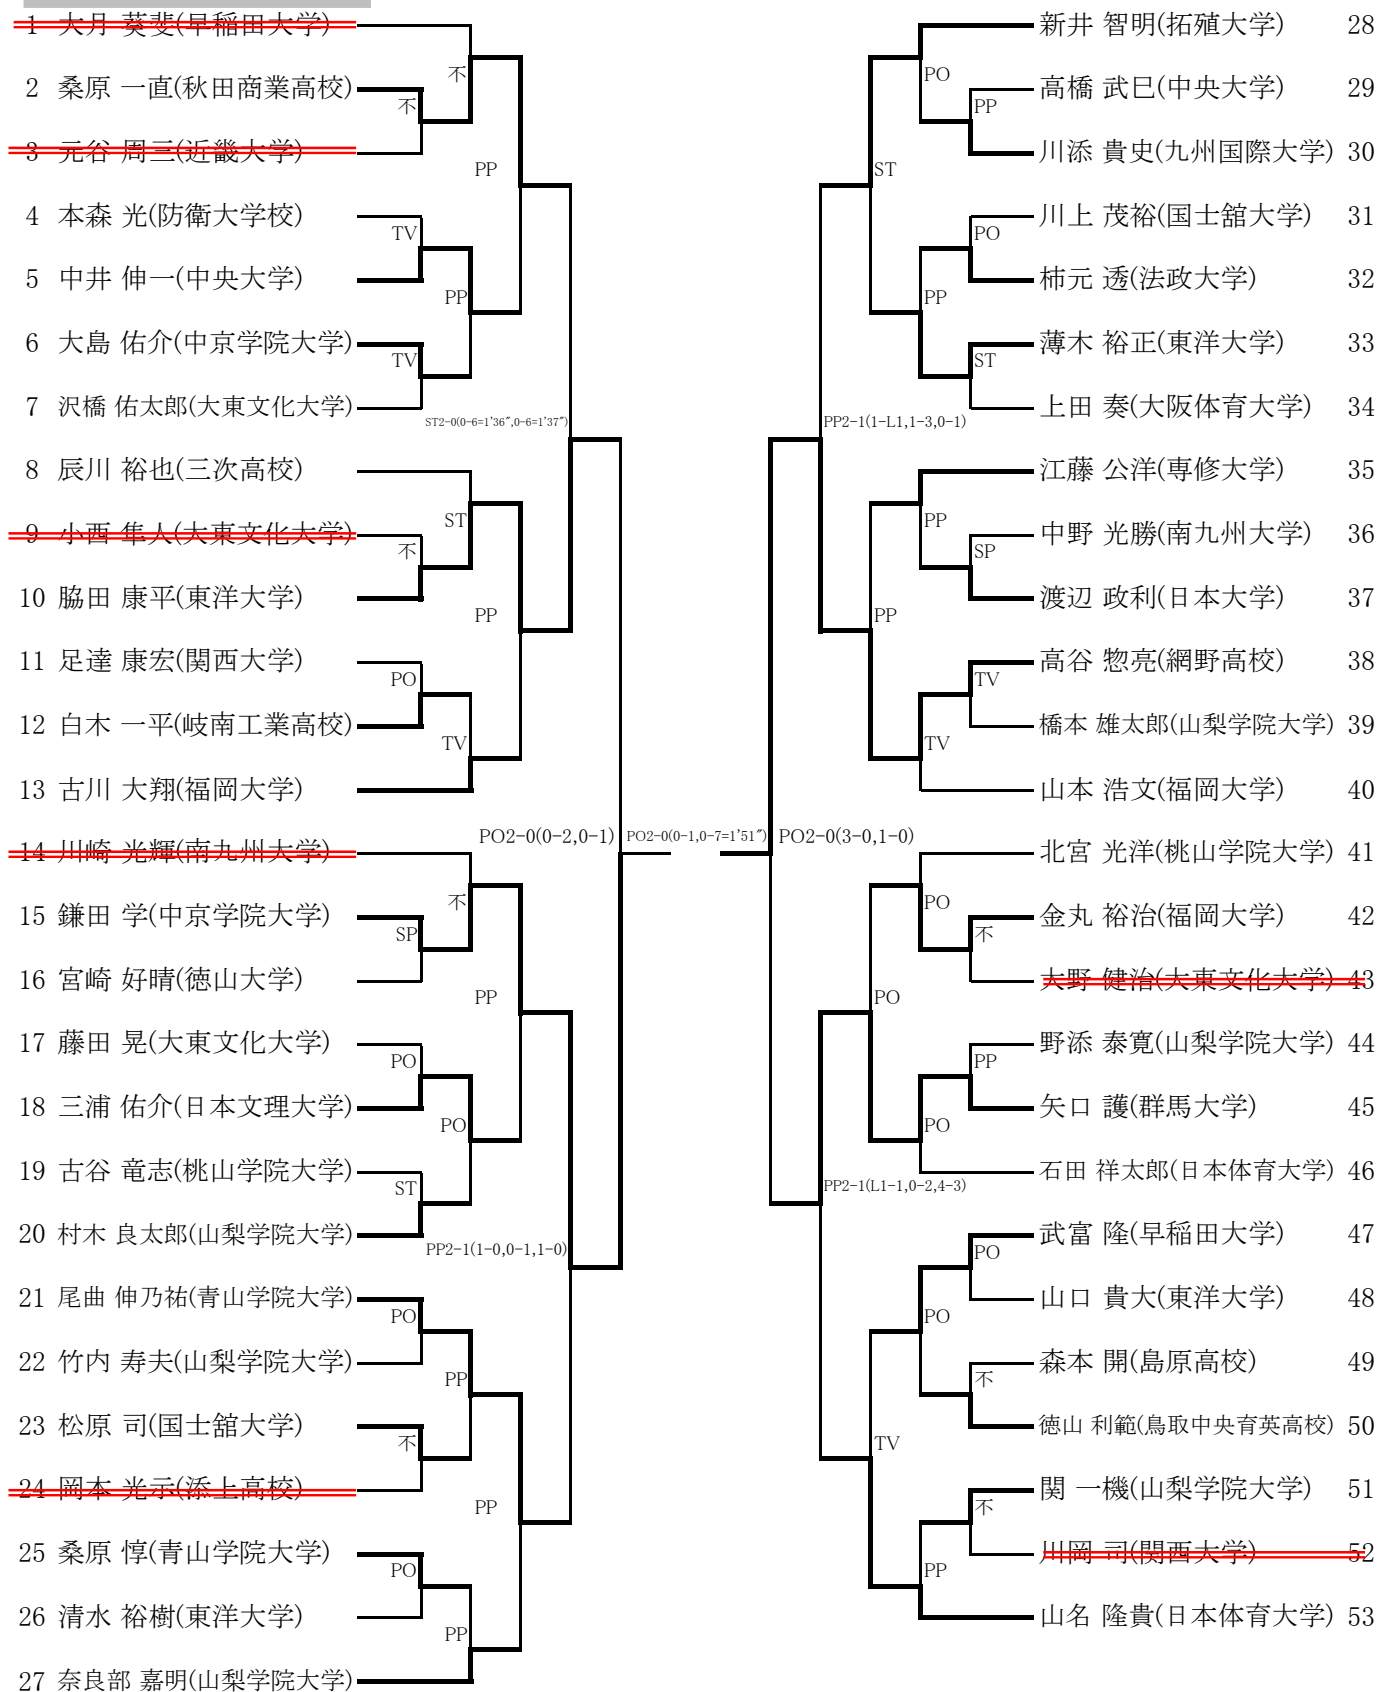 1 大月 葵斐(早稲田大学)
2 桑原 一直(秋田商業高校)
不
不
3 元谷 周三(近畿大学)
PP
4 本森 光(防衛大学校)
TV
5 中井 伸一(中央大学)
PP
6 大島 佑介(中京学院大学)
TV
7 沢橋 佑太郎(大東文化大学)
ST2-0(0-6=1'36",0-6=1'37")
8 辰川 裕也(三次高校)
ST
9 小西 隼人(大東文化大学)
不
10 脇田 康平(東洋大学)
PP
11 足達 康宏(関西大学)
PO
12 白木 一平(岐南工業高校)
TV
13 古川 大翔(福岡大学)
PO2-0(0-2,0-1)
14 川崎 光輝(南九州大学)
不
15 鎌田 学(中京学院大学)
SP
16 宮崎 好晴(徳山大学)
PP
17 藤田 晃(大東文化大学)
PO
18 三浦 佑介(日本文理大学)
PO
19 古谷 竜志(桃山学院大学)
ST
20 村木 良太郎(山梨学院大学)
PP2-1(1-0,0-1,1-0)
21 尾曲 伸乃祐(青山学院大学)
PO
22 竹内 寿夫(山梨学院大学)
PP
23 松原 司(国士舘大学)
不
24 岡本 光示(添上高校)
PP
25 桑原 惇(青山学院大学)
PO
26 清水 裕樹(東洋大学)
PP
27 奈良部 嘉明(山梨学院大学)
PO2-0(0-1,0-7=1'51")
新井 智明(拓殖大学) 28
PO
高橋 武巳(中央大学) 29
PP
川添 貴史(九州国際大学) 30
ST
川上 茂裕(国士舘大学) 31
PO
柿元 透(法政大学) 32
PP
薄木 裕正(東洋大学) 33
ST
上田 奏(大阪体育大学) 34
PP2-1(1-L1,1-3,0-1)
江藤 公洋(専修大学) 35
PP
中野 光勝(南九州大学) 36
SP
渡辺 政利(日本大学) 37
PP
高谷 惣亮(網野高校) 38
TV
橋本 雄太郎(山梨学院大学) 39
TV
山本 浩文(福岡大学) 40
PO2-0(3-0,1-0)
北宮 光洋(桃山学院大学) 41
PO
金丸 裕治(福岡大学) 42
不
大野 健治(大東文化大学) 43
PO
野添 泰寛(山梨学院大学) 44
PP
矢口 護(群馬大学) 45
PO
石田 祥太郎(日本体育大学) 46
PP2-1(L1-1,0-2,4-3)
武富 隆(早稲田大学) 47
PO
山口 貴大(東洋大学) 48
PO
森本 開(島原高校) 49
不
徳山 利範(鳥取中央育英高校) 50
TV
関 一機(山梨学院大学) 51
不
川岡 司(関西大学) 52
PP
山名 隆貴(日本体育大学) 53